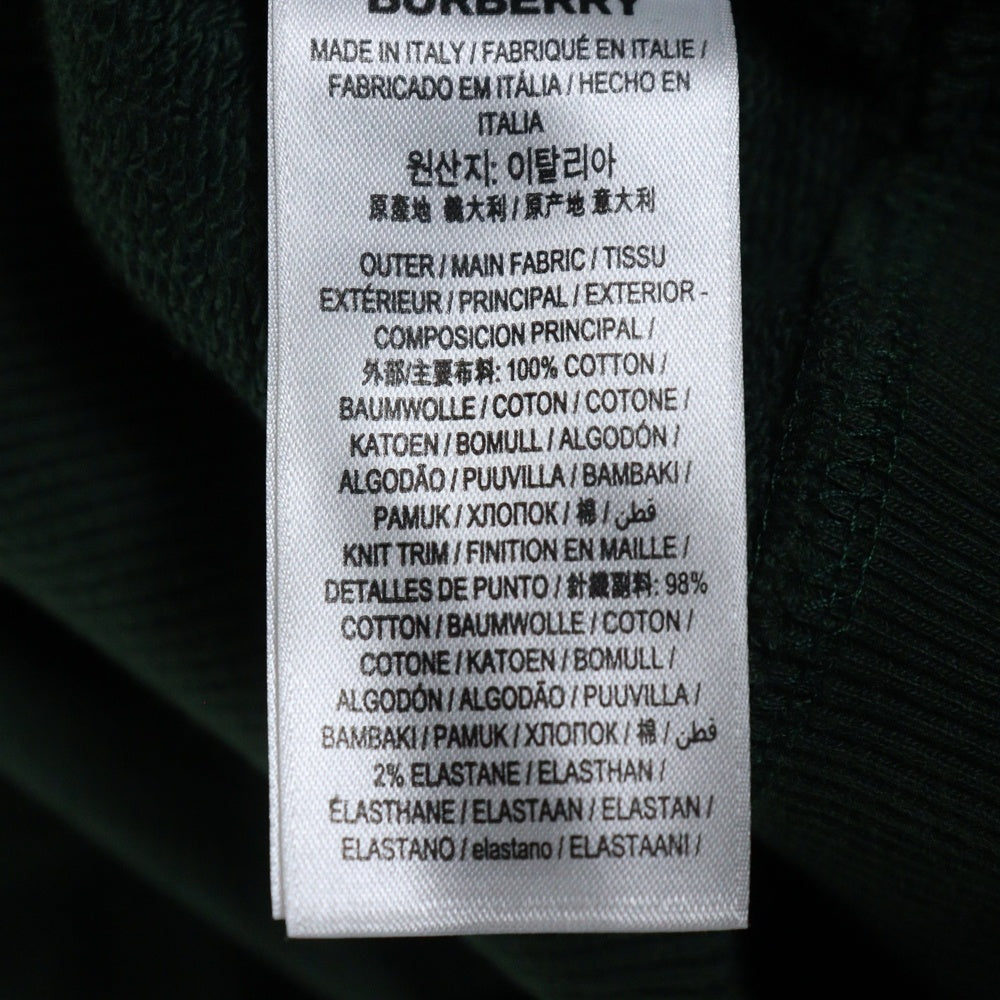 BURBERRY
MADE IN ITALY / FABRIQUÉ EN ITALIE /
FABRICADO EM ITÁLIA / HECHO EN
ITALIA
원산지: 이탈리아
原產地 義大利 / 原产地 意大利
OUTER / MAIN FABRIC / TISSU
EXTÉRIEUR / PRINCIPAL / EXTERIOR -
COMPOSICION PRINCIPAL /
外部/主要布料: 100% COTTON /
BAUMWOLLE / COTON / COTONE /
KATOEN / BOMULL / ALGODÓN /
ALGODÃO / PUUVILLA / BAMBAKI /
PAMUK / ХЛОПОК / 棉 / قطن
KNIT TRIM / FINITION EN MAILLE /
DETALLES DE PUNTO / 針織副料: 98%
COTTON / BAUMWOLLE / COTON /
COTONE / KATOEN / BOMULL /
ALGODÓN / ALGODÃO / PUUVILLA /
BAMBAKI / PAMUK / ХЛОПОК / 棉 / قطن
2% ELASTANE / ELASTHAN /
ÉLASTHANE / ELASTAAN / ELASTAN /
ELASTANO / elastano / ELASTAANI /